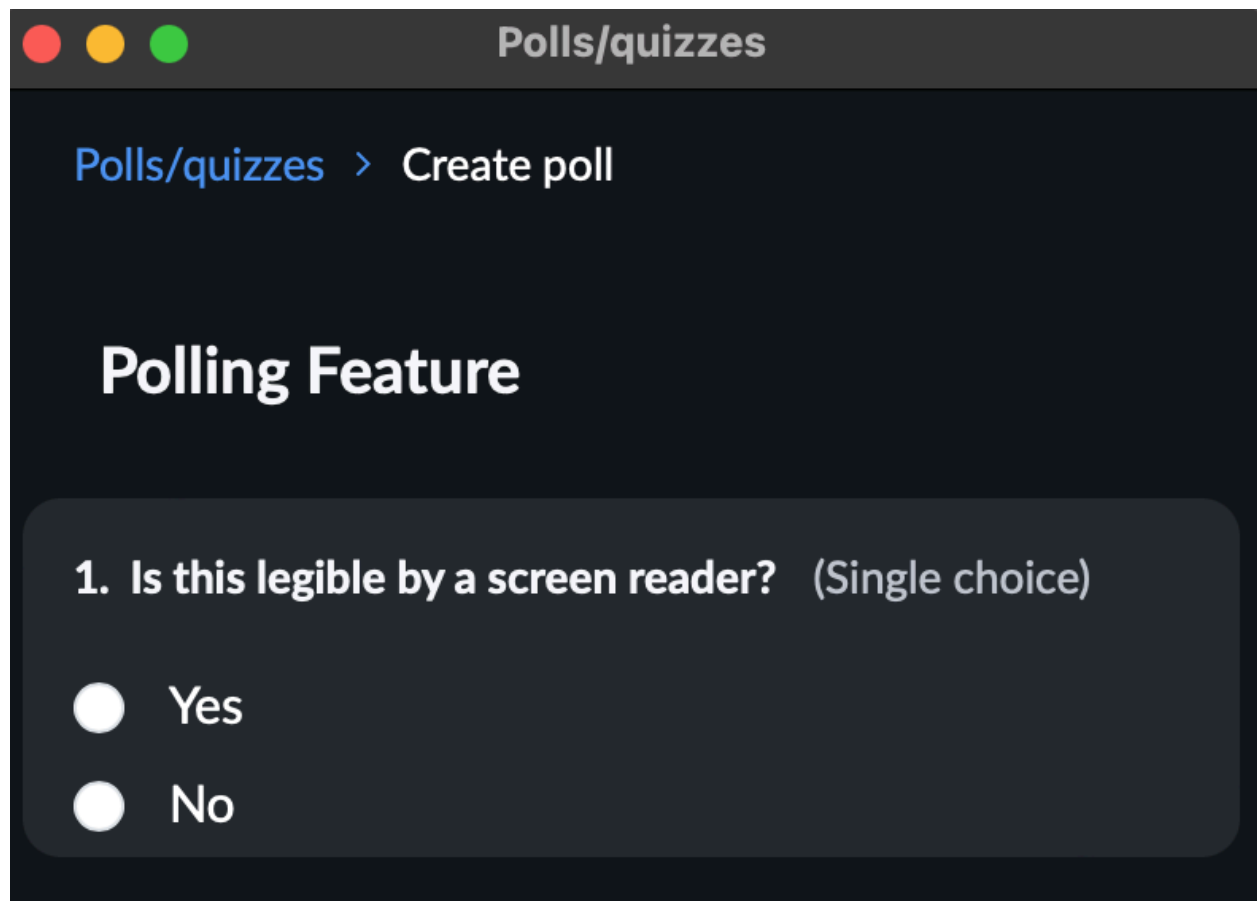 Polls/quizzes
Polls/quizzes > Create poll
Polling Feature
1. Is this legible by a screen reader? (Single choice)
Yes
No